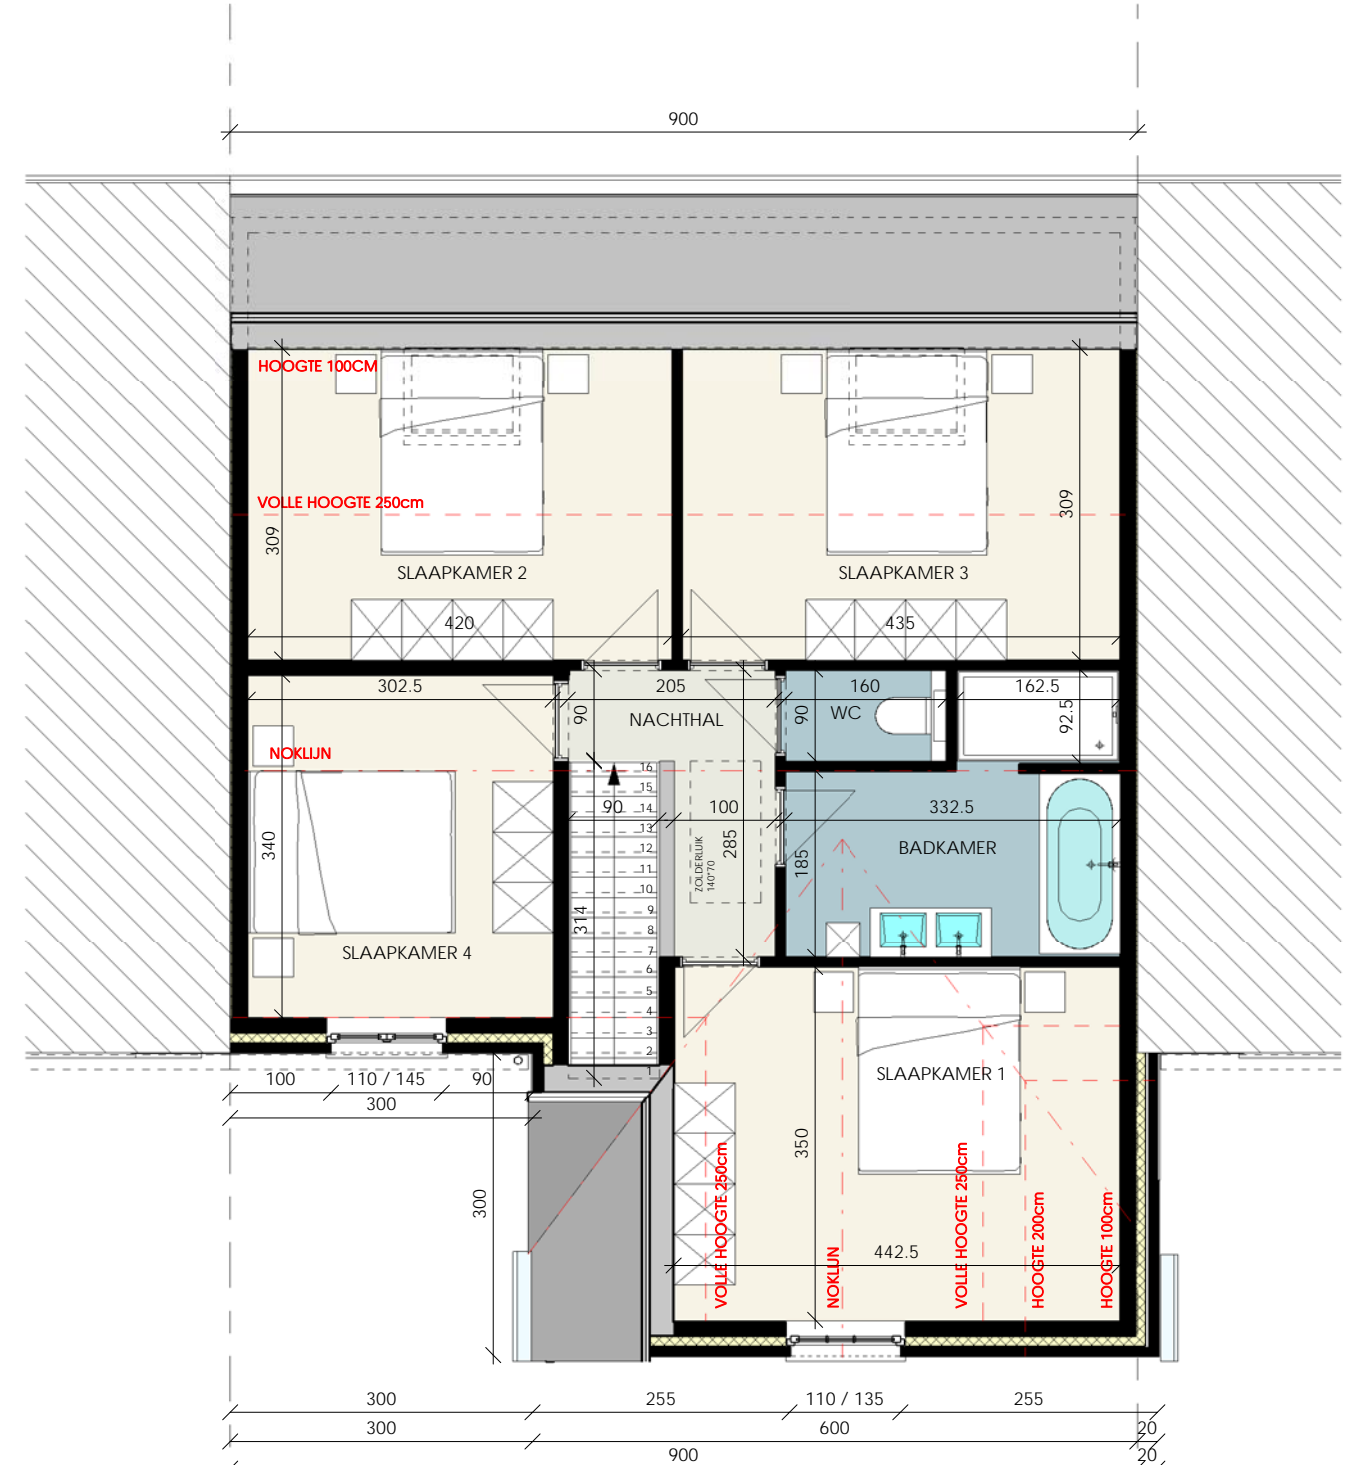 900
HOOGTE 100CM
VOLLE HOOGTE 250cm
309
309
SLAAPKAMER 2
SLAAPKAMER 3
420
435
302.5
205
160
162.5
90
NACHTHAL
90
WC
92.5
NOKLIJN
16
15
14
13
12
11
10
9
8
7
6
5
4
3
2
1
90
100
332.5
340
ZOLDERLUIK
140*70
285
185
BADKAMER
314
SLAAPKAMER 4
SLAAPKAMER 1
100
110 / 145
90
300
300
350
VOLLE HOOGTE 250cm
NOKLIJN
VOLLE HOOGTE 250cm
HOOGTE 200cm
HOOGTE 100cm
442.5
300
255
110 / 135
255
300
600
20
900
20